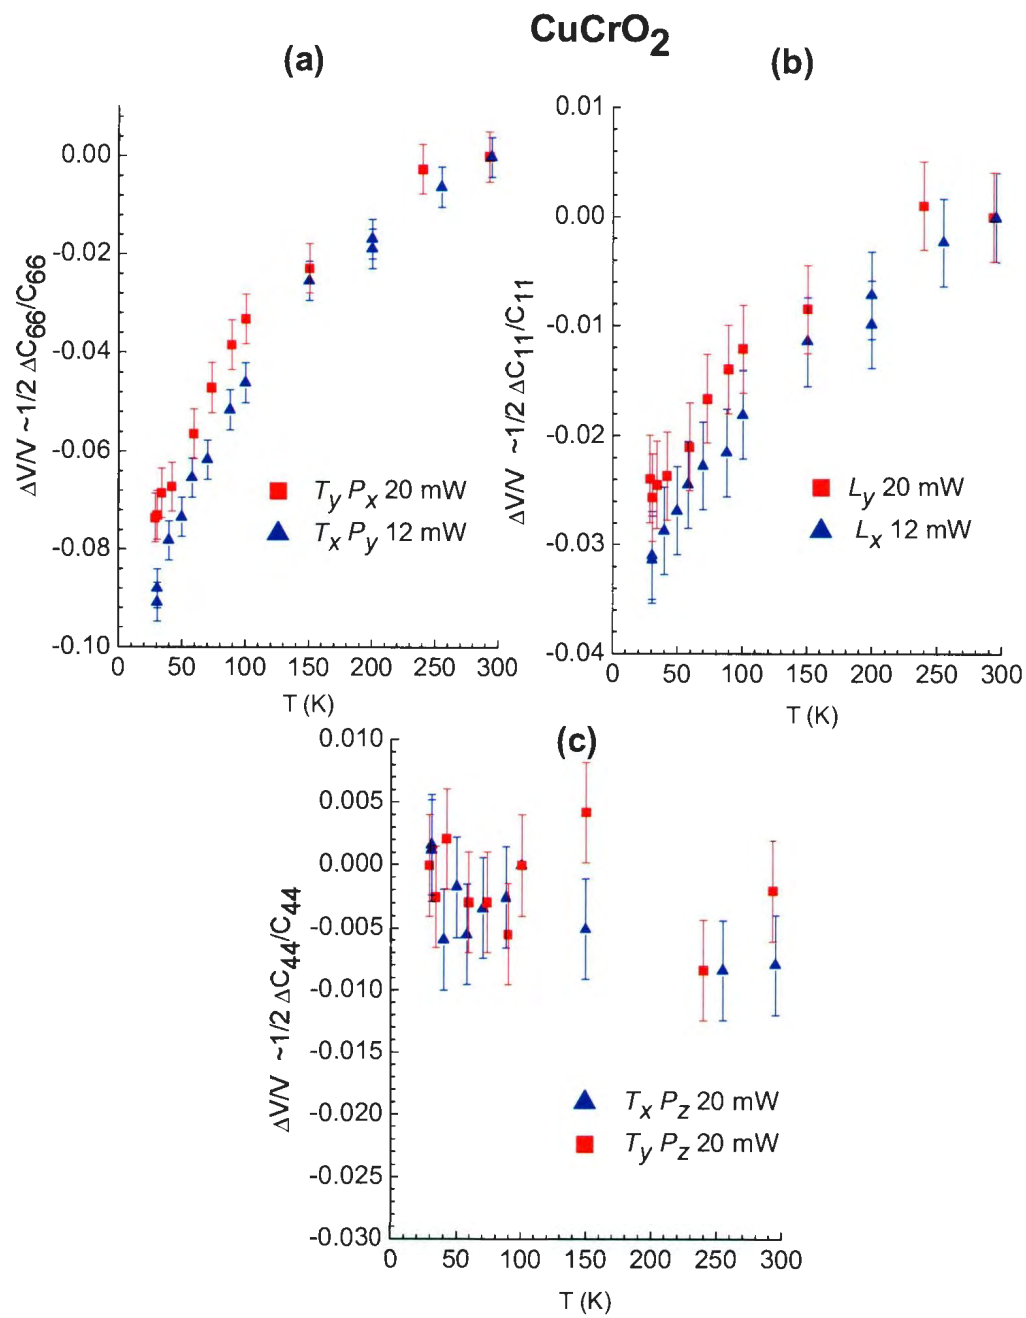 CuCrO2
(a)
(b)
0.00
-0.02
-0.04
-0.06
-0.08
-0.10
ΔV/V ~1/2 ΔC66/C66
Ty Px 20 mW
Tx Py 12 mW
0 50 100 150 200 250 300
T (K)
0.01
0.00
-0.01
-0.02
-0.03
-0.04
ΔV/V ~1/2 ΔC11/C11
Ly 20 mW
Lx 12 mW
0 50 100 150 200 250 300
T (K)
(c)
0.010
0.005
0.000
-0.005
-0.010
-0.015
-0.020
-0.025
-0.030
ΔV/V ~1/2 ΔC44/C44
Tx Pz 20 mW
Ty Pz 20 mW
0 50 100 150 200 250 300
T (K)